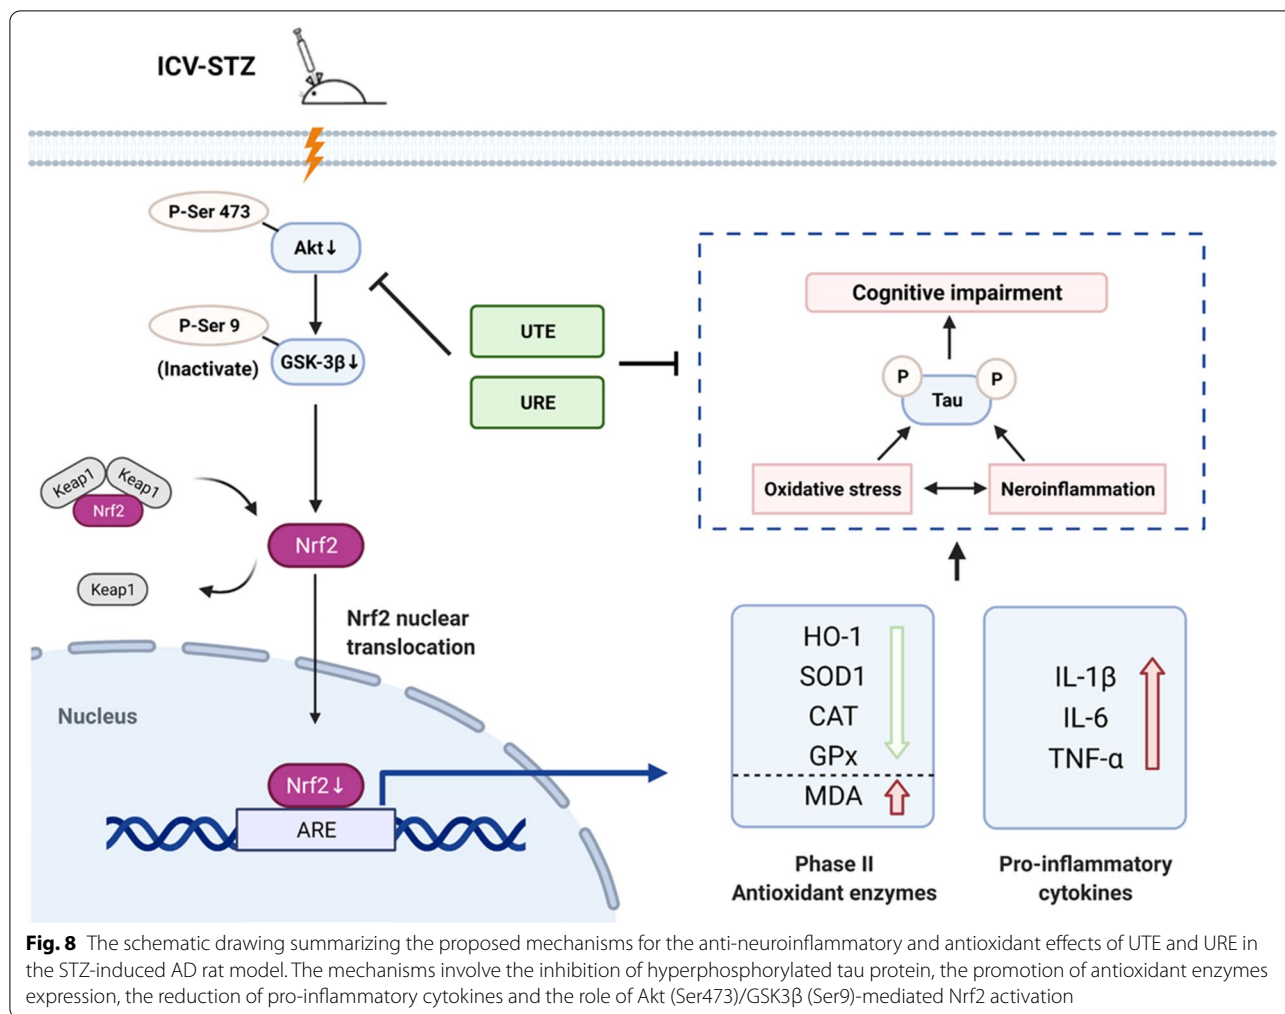 ICV-STZ
P-Ser 473
Akt↓
P-Ser 9
(Inactivate)
GSK-3β↓
UTE
URE
Cognitive impairment
P
P
Tau
Oxidative stress
Neroinflammation
Keap1
Keap1
Nrf2
Nrf2
Keap1
Nrf2 nuclear
translocation
Nucleus
Nrf2↓
ARE
HO-1
SOD1
CAT
GPx
MDA
Phase II
Antioxidant enzymes
IL-1β
IL-6
TNF-α
Pro-inflammatory
cytokines
Fig. 8 The schematic drawing summarizing the proposed mechanisms for the anti-neuroinflammatory and antioxidant effects of UTE and URE in
the STZ-induced AD rat model. The mechanisms involve the inhibition of hyperphosphorylated tau protein, the promotion of antioxidant enzymes
expression, the reduction of pro-inflammatory cytokines and the role of Akt (Ser473)/GSK3β (Ser9)-mediated Nrf2 activation